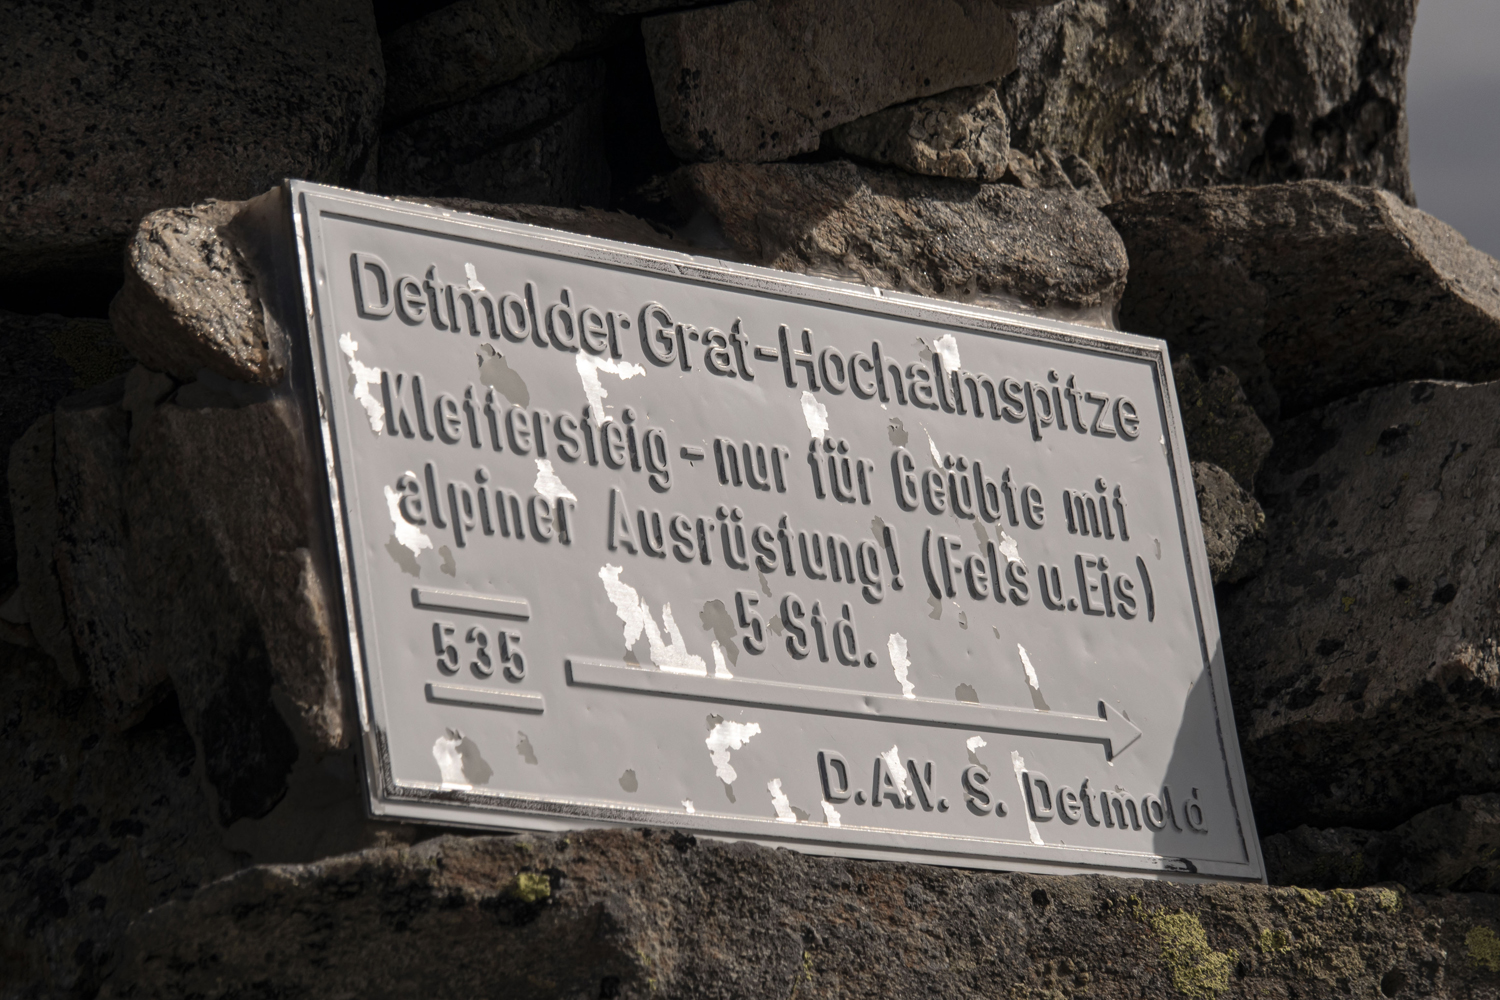 Detmolder Grat-Hochalmspitze
Klettersteig - nur für Geübte mit
alpiner Ausrüstung! (Fels u. Eis)
5 Std.
535
D.A.V. S. Detmold